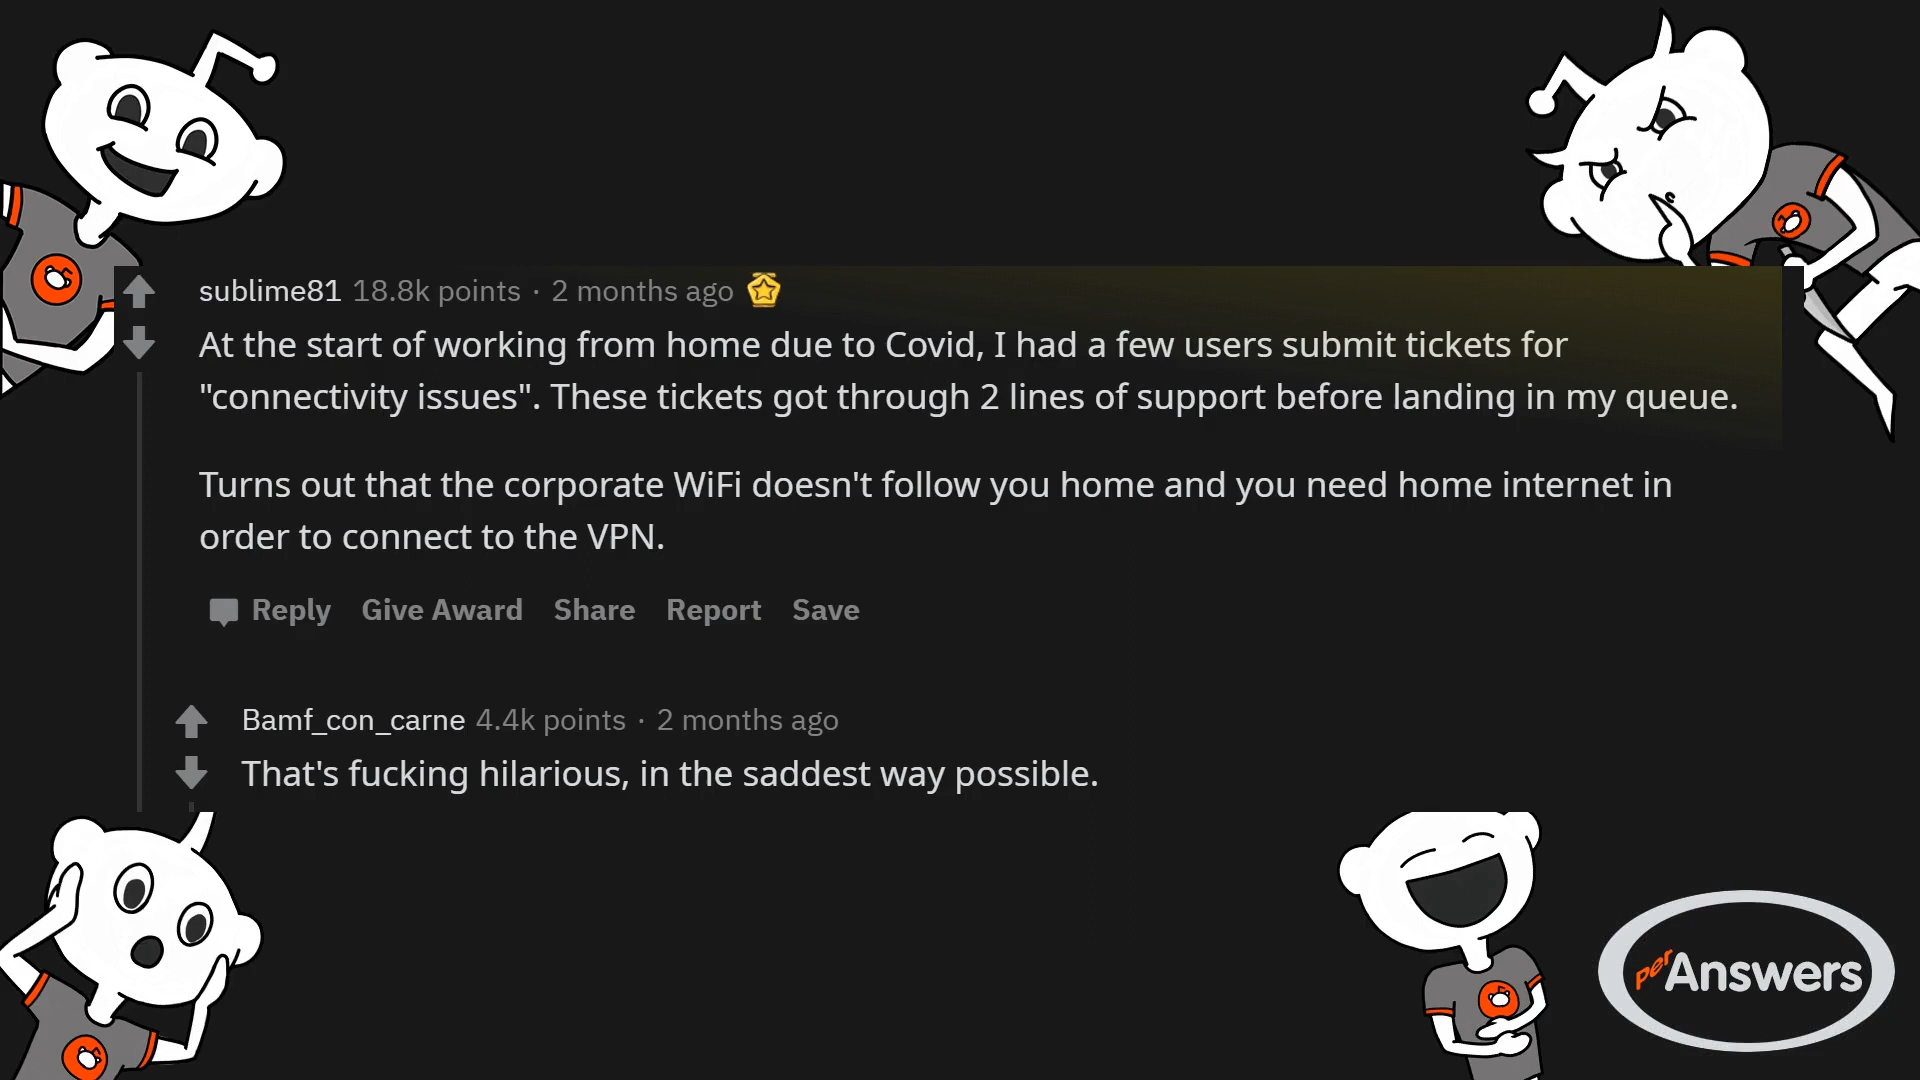 sublime81 18.8k points · 2 months ago
At the start of working from home due to Covid, I had a few users submit tickets for
"connectivity issues". These tickets got through 2 lines of support before landing in my queue.
Turns out that the corporate WiFi doesn't follow you home and you need home internet in
order to connect to the VPN.
Reply Give Award Share Report Save
Bamf_con_carne 4.4k points · 2 months ago
That's fucking hilarious, in the saddest way possible.
per Answers